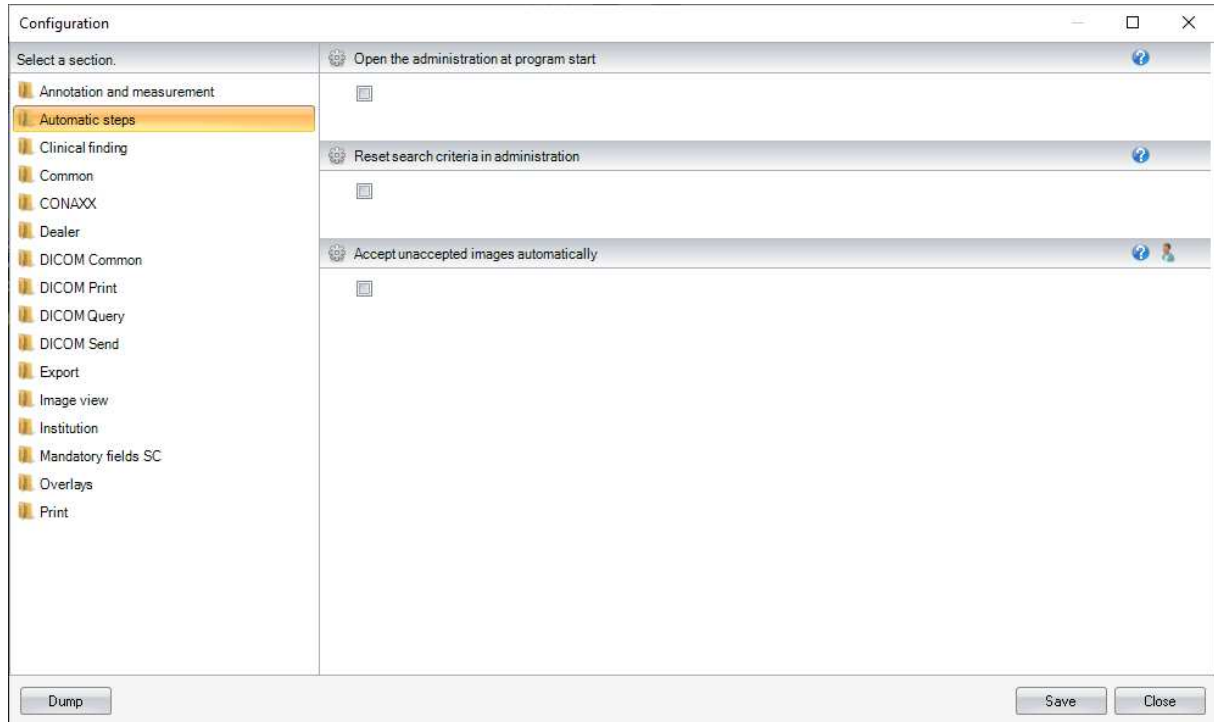 Configuration
Select a section.
Annotation and measurement
Automatic steps
Clinical finding
Common
CONAXX
Dealer
DICOM Common
DICOM Print
DICOM Query
DICOM Send
Export
Image view
Institution
Mandatory fields SC
Overlays
Print
Open the administration at program start
Reset search criteria in administration
Accept unaccepted images automatically
Dump
Save
Close